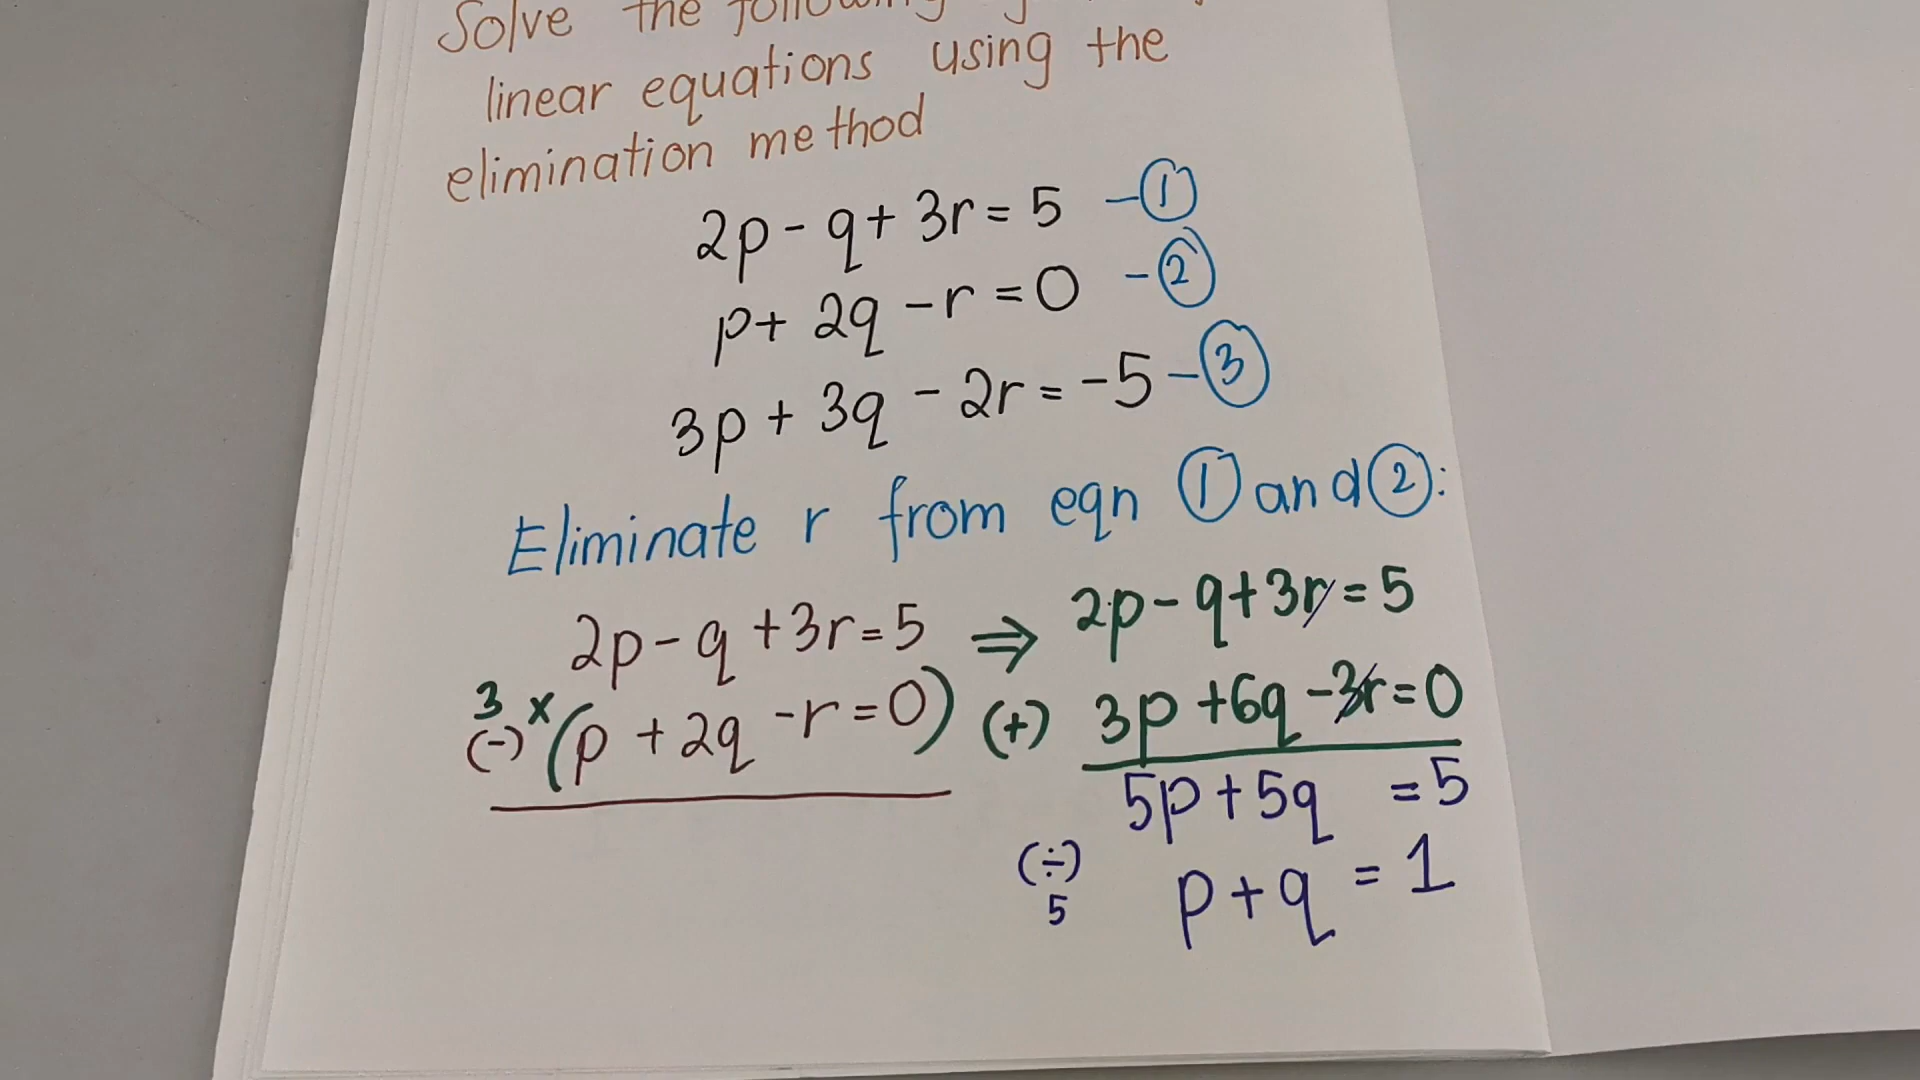 Solve the following
linear equations using the
elimination method
2p - q + 3r = 5 - ①
p + 2q - r = 0 - ②
3p + 3q - 2r = -5 - ③
Eliminate r from eqn ① and ②:
2p - q + 3r = 5 ⇒ 2p - q + 3r = 5
3 x (-) (p + 2q - r = 0) (+) 3p + 6q - 3r = 0
5p + 5q = 5
(÷) 5 p + q = 1